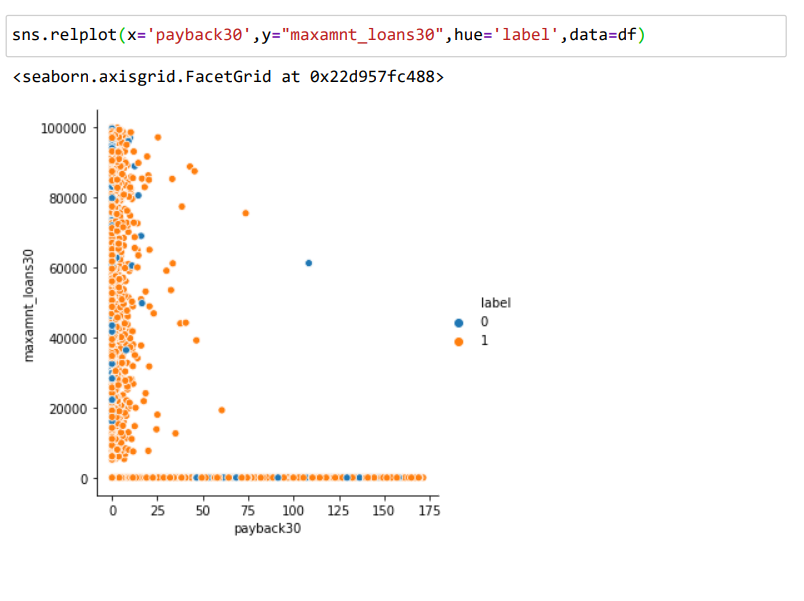 sns.relplot(x='payback30',y="maxamnt_loans30",hue='label',data=df)
<seaborn.axisgrid.FacetGrid at 0x22d957fc488>
100000
80000
60000
40000
20000
0
maxamnt_loans30
0 25 50 75 100 125 150 175
payback30
label
0
1